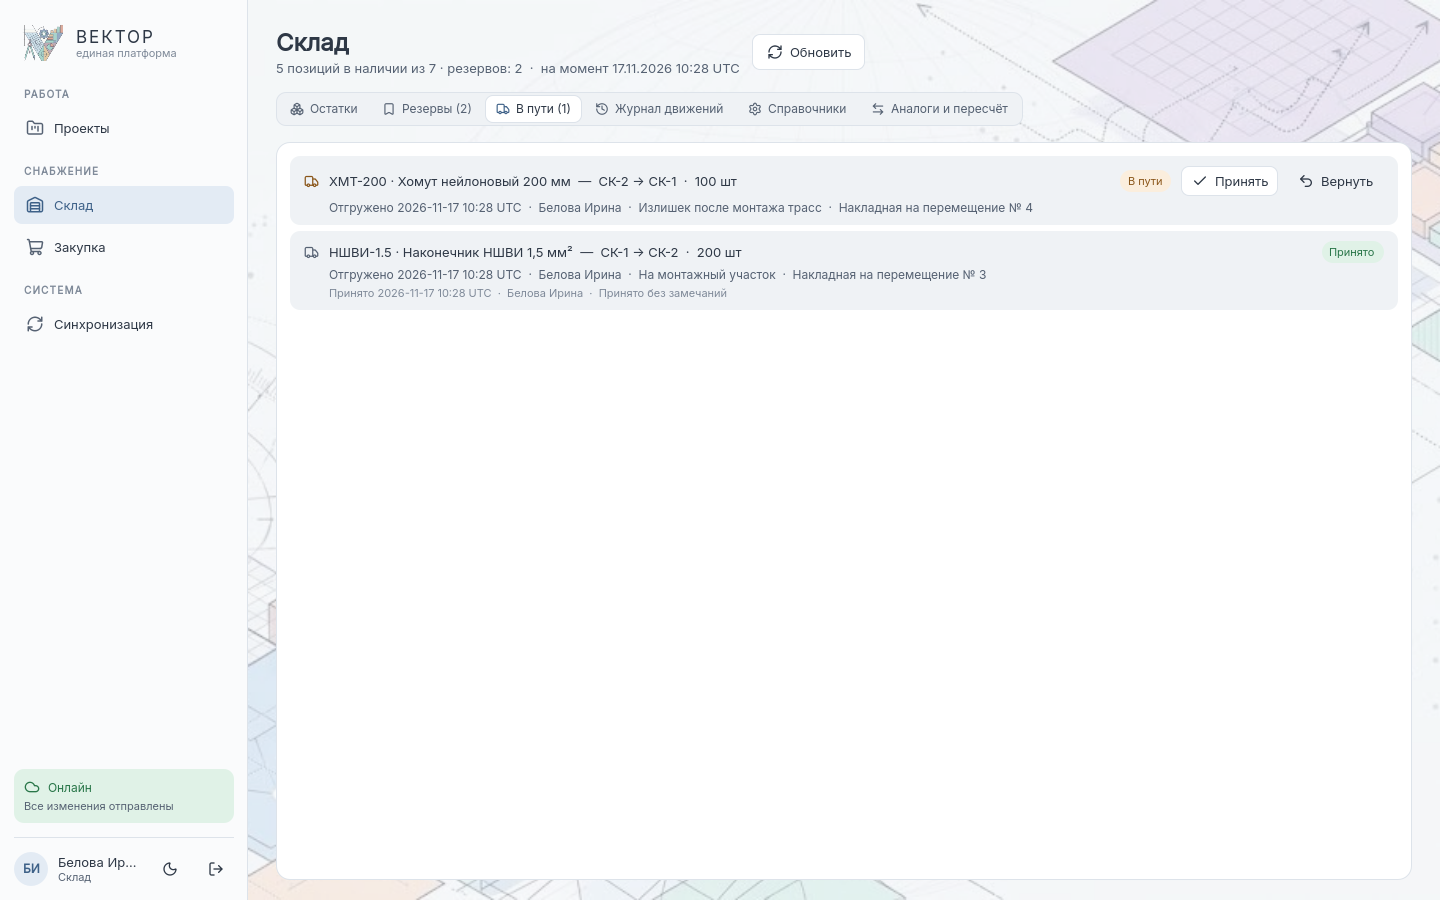 ВЕКТОР
единая платформа
РАБОТА
Проекты
СНАБЖЕНИЕ
Склад
Закупка
СИСТЕМА
Синхронизация
Онлайн
Все изменения отправлены
БИ
Белова Ир...
Склад
Склад
5 позиций в наличии из 7 · резервов: 2 · на момент 17.11.2026 10:28 UTC
Обновить
Остатки
Резервы (2)
В пути (1)
Журнал движений
Справочники
Аналоги и пересчёт
ХМТ-200 · Хомут нейлоновый 200 мм — СК-2 → СК-1 · 100 шт
В пути
Принять
Вернуть
Отгружено 2026-11-17 10:28 UTC · Белова Ирина · Излишек после монтажа трасс · Накладная на перемещение № 4
НШВИ-1.5 · Наконечник НШВИ 1,5 мм² — СК-1 → СК-2 · 200 шт
Принято
Отгружено 2026-11-17 10:28 UTC · Белова Ирина · На монтажный участок · Накладная на перемещение № 3
Принято 2026-11-17 10:28 UTC · Белова Ирина · Принято без замечаний